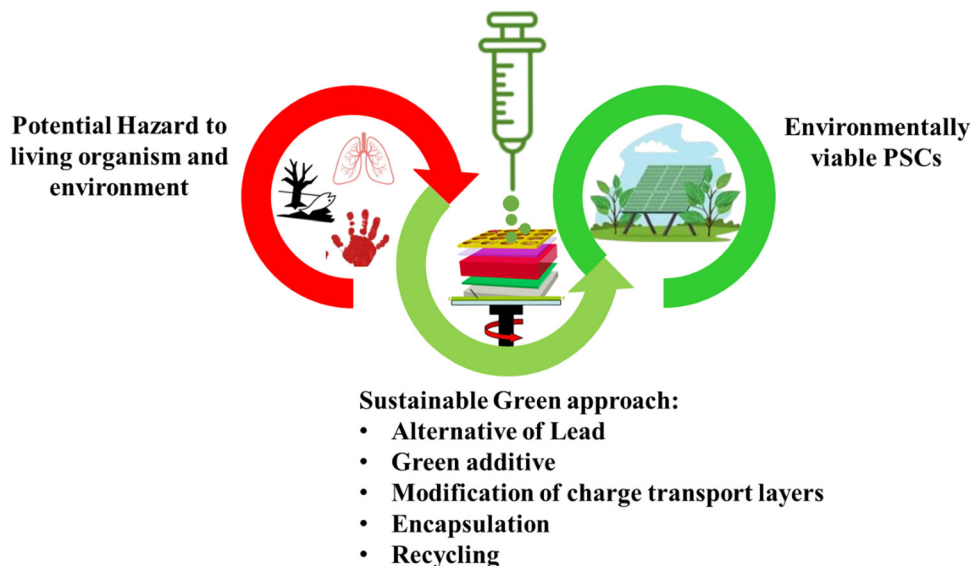 Potential Hazard to
living organism and
environment
Environmentally
viable PSCs
Sustainable Green approach:
• Alternative of Lead
• Green additive
• Modification of charge transport layers
• Encapsulation
• Recycling